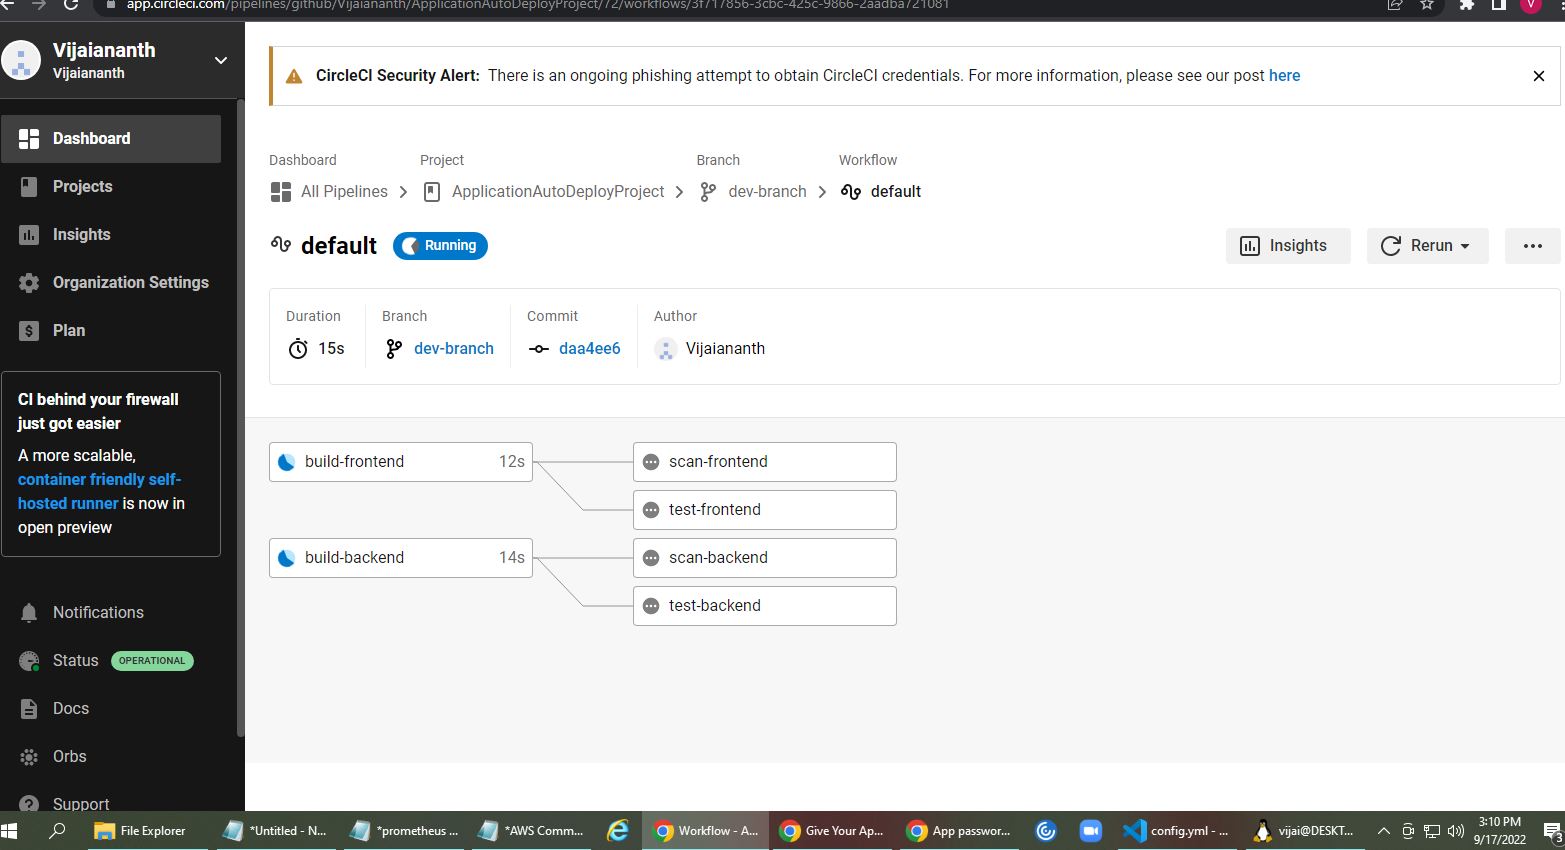 app.circleci.com/pipelines/github/Vijaiananth/ApplicationAutoDeployProject/72/workflows/3f717856-3cbc-425c-9866-2aadba721081
V
Vijaiananth
Vijaiananth
Dashboard
Projects
Insights
Organization Settings
Plan
CI behind your firewall
just got easier
A more scalable,
container friendly self-
hosted runner is now in
open preview
Notifications
Status OPERATIONAL
Docs
Orbs
Support
CircleCI Security Alert: There is an ongoing phishing attempt to obtain CircleCI credentials. For more information, please see our post here
Dashboard Project Branch Workflow
All Pipelines ApplicationAutoDeployProject dev-branch default
default Running
Insights Rerun
Duration Branch Commit Author
15s dev-branch daa4ee6 Vijaiananth
build-frontend 12s
scan-frontend
test-frontend
build-backend 14s
scan-backend
test-backend
File Explorer *Untitled - N... *prometheus ... *AWS Comm... Workflow - A... Give Your Ap... App passwor... config.yml - ... vijai@DESKT...
3:10 PM
9/17/2022
3